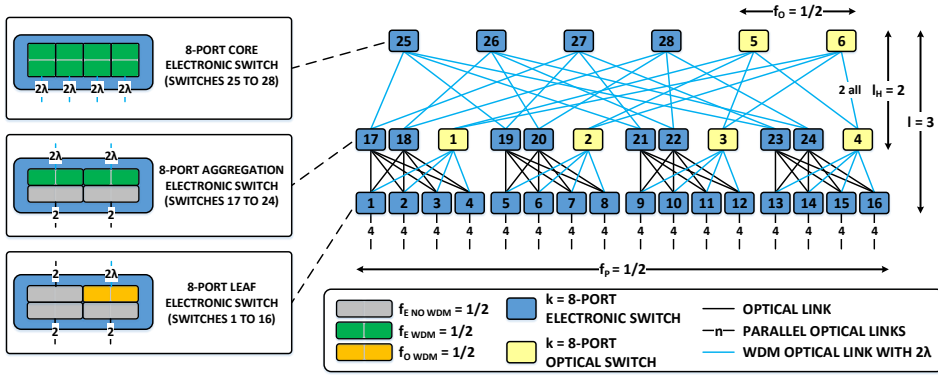 8-PORT CORE
ELECTRONIC SWITCH
(SWITCHES 25 TO 28)
2λ 2λ 2λ 2λ
2λ 2λ
8-PORT AGGREGATION
ELECTRONIC SWITCH
(SWITCHES 17 TO 24)
2 2
2 2λ
8-PORT LEAF
ELECTRONIC SWITCH
(SWITCHES 1 TO 16)
2 2
fO = 1/2
25 26 27 28 5 6
2 all
lH = 2
l = 3
17 18 1 19 20 2 21 22 3 23 24 4
1 2 3 4 5 6 7 8 9 10 11 12 13 14 15 16
4 4 4 4 4 4 4 4 4 4 4 4 4 4 4 4
fP = 1/2
fE NO WDM = 1/2
fE WDM = 1/2
fO WDM = 1/2
k = 8-PORT
ELECTRONIC SWITCH
k = 8-PORT
OPTICAL SWITCH
OPTICAL LINK
n PARALLEL OPTICAL LINKS
WDM OPTICAL LINK WITH 2λ